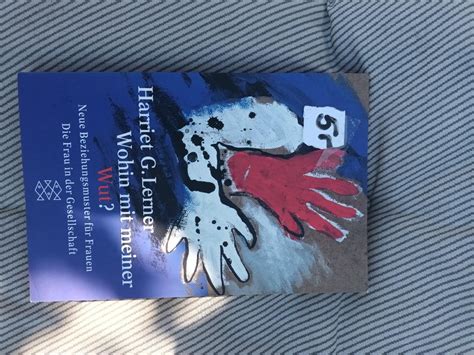 5,-
Harriet G. Lerner
Wohin mit meiner
Wut?
Neue Beziehungsmuster für Frauen
Die Frau in der Gesellschaft